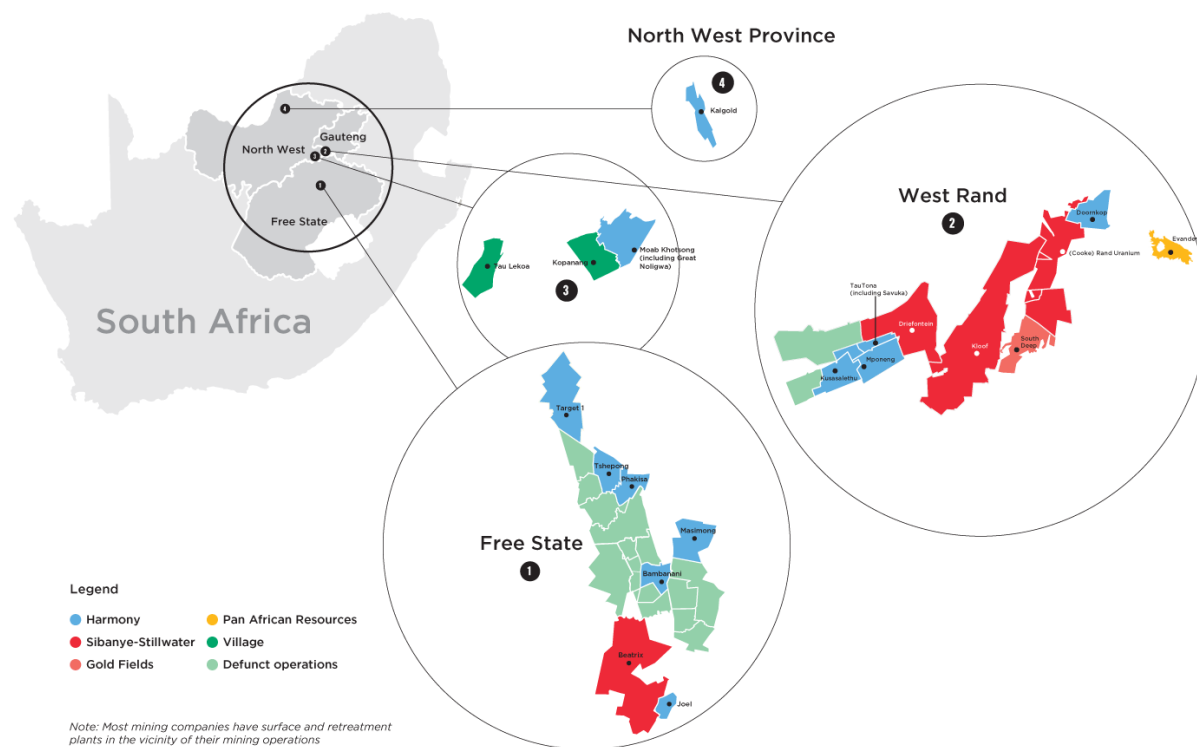 North West Province
4
Kalgold
4
Gauteng
2
North West
3
1
Free State
South Africa
West Rand
2
Doornkop
Evander
(Cooke) Rand Uranium
TauTona
(including Savuka)
Driefontein
Kloof
South
Deep
Mponeng
Kusasalethu
Tau Lekoa
Kopanang
Moab Khotsong
(including Great
Noligwa)
3
Target 1
Tshepong
Phakisa
Masimong
Free State
1
Bambanani
Beatrix
Joel
Legend
Harmony
Pan African Resources
Sibanye-Stillwater
Village
Gold Fields
Defunct operations
Note: Most mining companies have surface and retreatment
plants in the vicinity of their mining operations